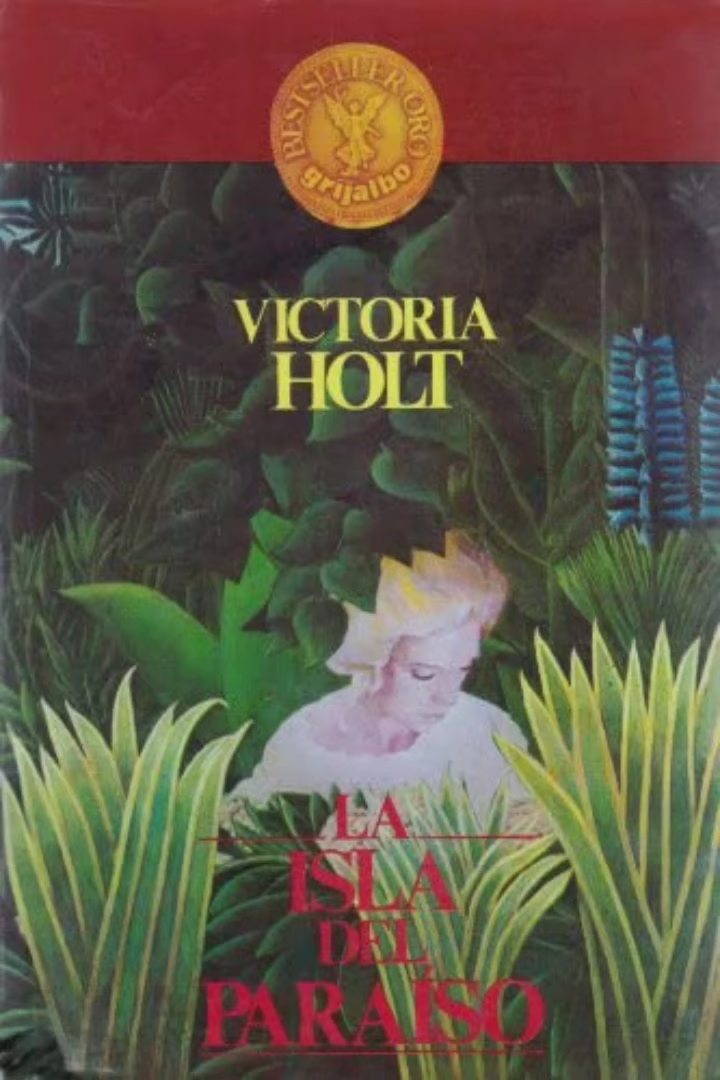 BESTSELLER ORO
grijalbo
VICTORIA
HOLT
LA
ISLA
DEL
PARAÍSO